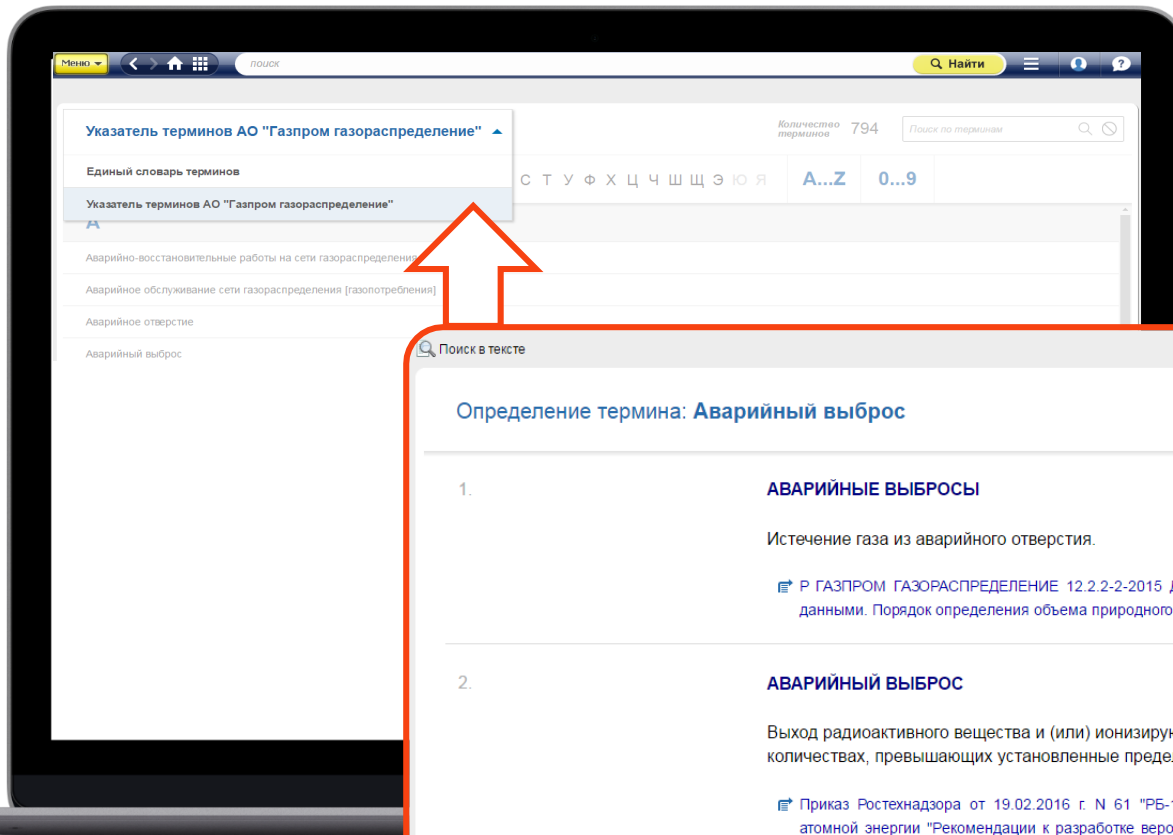 Меню
поиск
Найти
?
Указатель терминов АО "Газпром газораспределение"
Количество терминов 794
Поиск по терминам
Единый словарь терминов
С Т У Ф Х Ц Ч Ш Щ Э Ю Я A...Z 0...9
Указатель терминов АО "Газпром газораспределение"
А
Аварийно-восстановительные работы на сети газораспределения
Аварийное обслуживание сети газораспределения [газопотребления]
Аварийное отверстие
Аварийный выброс
Поиск в тексте
Определение термина: Аварийный выброс
1.
АВАРИЙНЫЕ ВЫБРОСЫ
Истечение газа из аварийного отверстия.
Р ГАЗПРОМ ГАЗОРАСПРЕДЕЛЕНИЕ 12.2.2-2-2015
данными. Порядок определения объема природного
2.
АВАРИЙНЫЙ ВЫБРОС
Выход радиоактивного вещества и (или)
количествах, превышающих установленные
Приказ Ростехнадзора от 19.02.2016 г. N 61
атомной энергии "Рекомендации к разработке